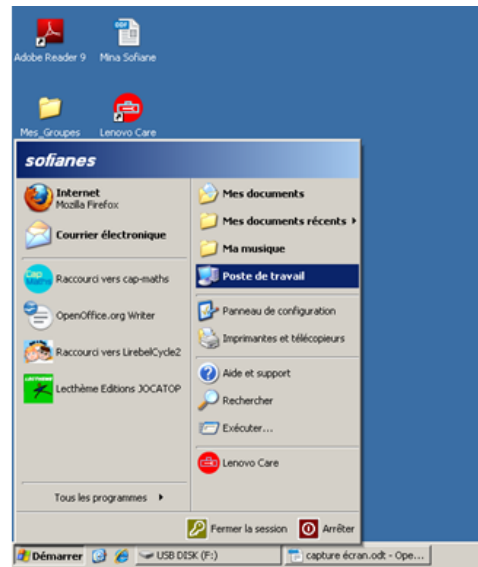 Adobe Reader 9
Mina Sofiane
Mes_Groupes
Lenovo Care
sofianes
Internet
Mozilla Firefox
Courrier électronique
Cap
Maths
Raccourci vers cap-maths
OpenOffice.org Writer
Raccourci vers LirebelCycle2
LECTHEME
Lecthème Editions JOCATOP
Tous les programmes
Mes documents
Mes documents récents
Ma musique
Poste de travail
Panneau de configuration
Imprimantes et télécopieurs
Aide et support
Rechercher
Exécuter...
Lenovo Care
Fermer la session
Arrêter
Démarrer
USB DISK (F:)
capture écran.odt - Ope...